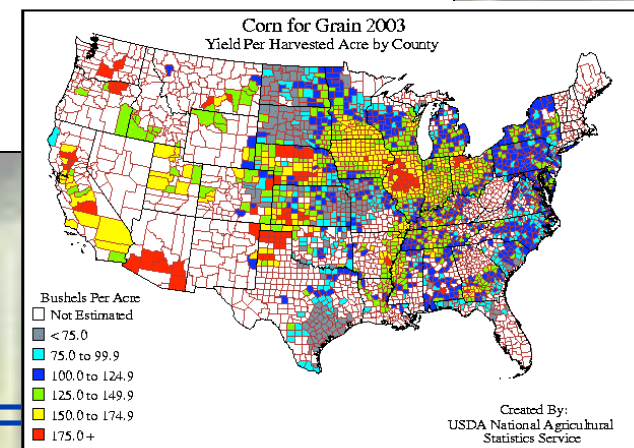 Corn for Grain 2003
Yield Per Harvested Acre by County
Bushels Per Acre
Not Estimated
<75.0
75.0 to 99.9
100.0 to 124.9
125.0 to 149.9
150.0 to 174.9
175.0 +
Created By:
USDA National Agricultural
Statistics Service